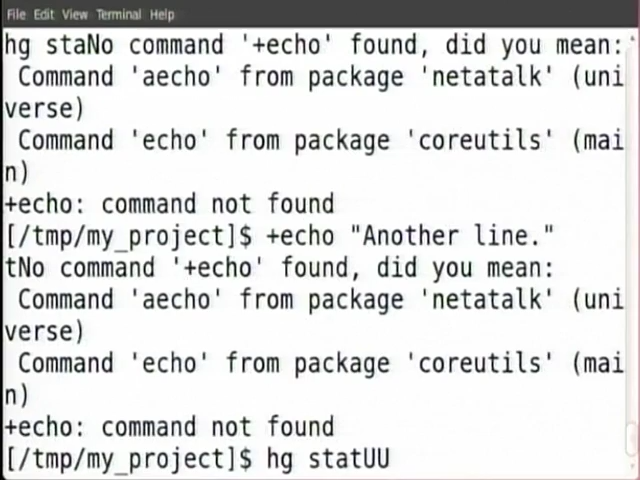 File Edit View Terminal Help
hg staNo command '+echo' found, did you mean:
Command 'aecho' from package 'netatalk' (uni
verse)
Command 'echo' from package 'coreutils' (mai
n)
+echo: command not found
[/tmp/my_project]$ +echo "Another line."
tNo command '+echo' found, did you mean:
Command 'aecho' from package 'netatalk' (uni
verse)
Command 'echo' from package 'coreutils' (mai
n)
+echo: command not found
[/tmp/my_project]$ hg statUU